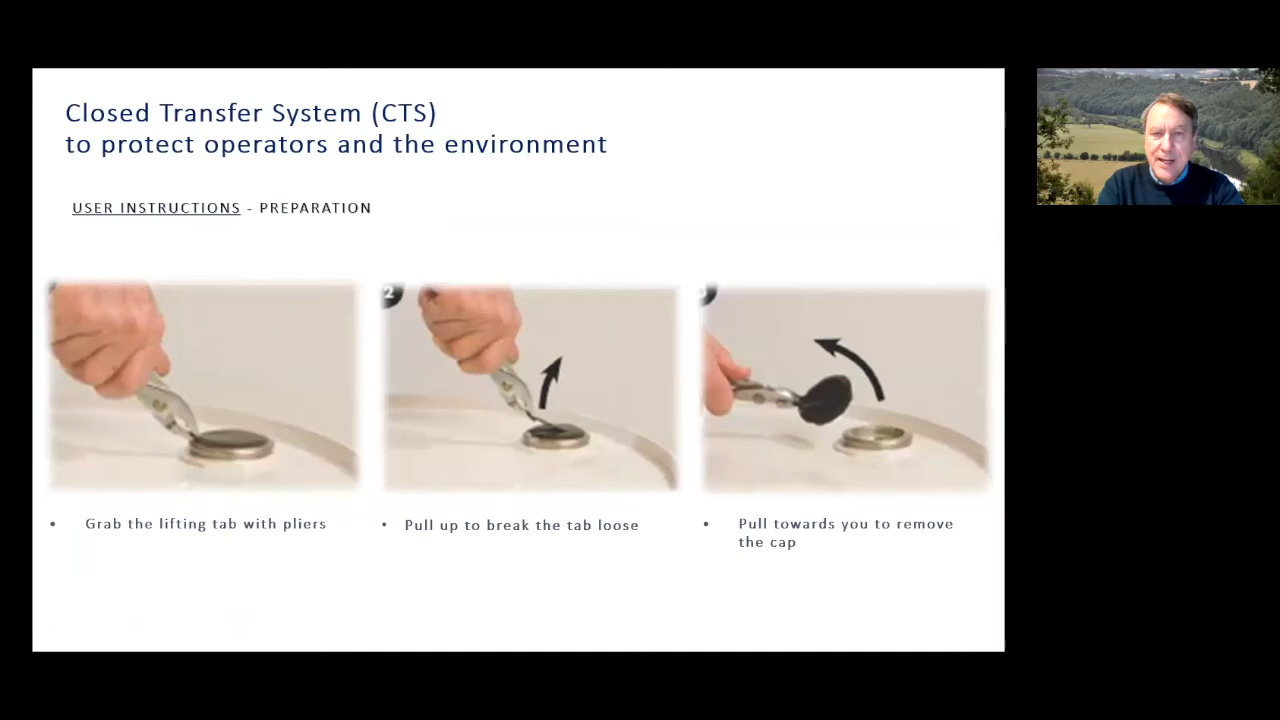 Closed Transfer System (CTS)
to protect operators and the environment
USER INSTRUCTIONS - PREPARATION
2
• Grab the lifting tab with pliers
• Pull up to break the tab loose
• Pull towards you to remove
the cap